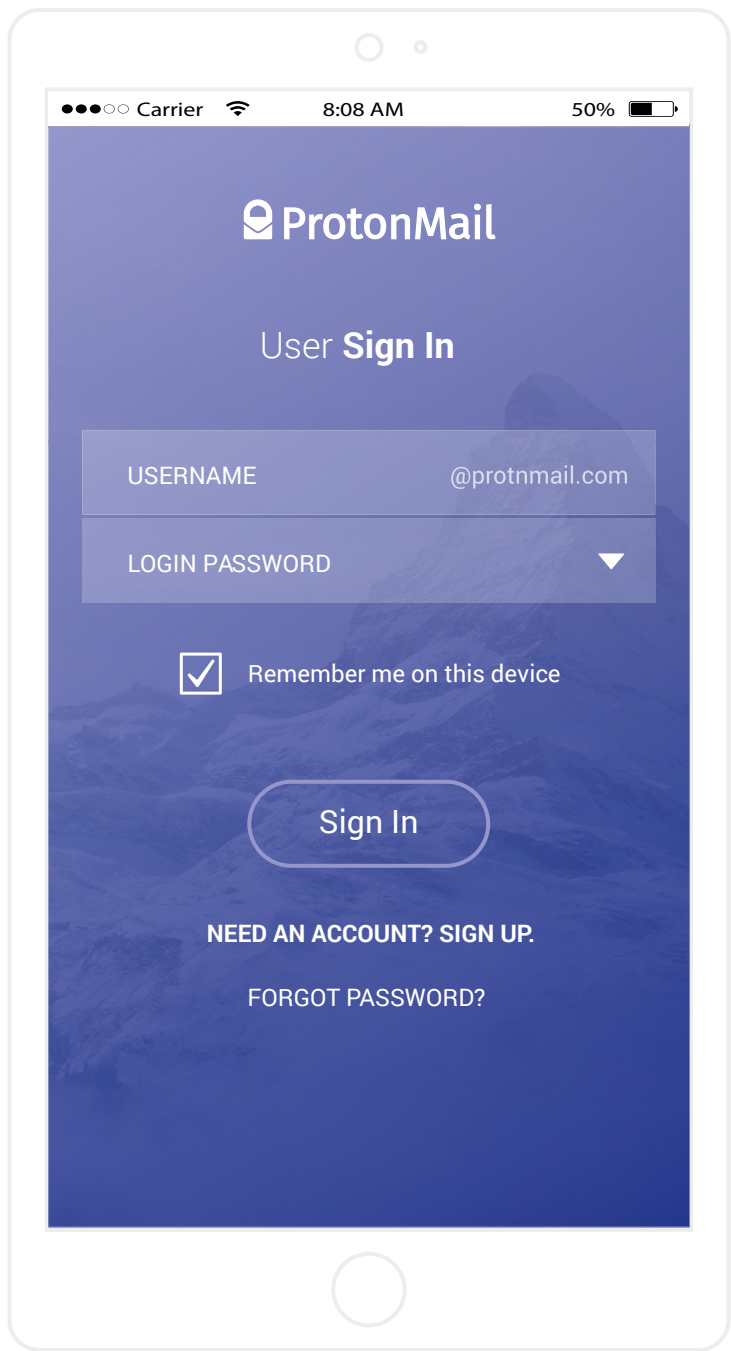 Carrier 8:08 AM 50%
ProtonMail
User Sign In
USERNAME @protnmail.com
LOGIN PASSWORD
Remember me on this device
Sign In
NEED AN ACCOUNT? SIGN UP.
FORGOT PASSWORD?